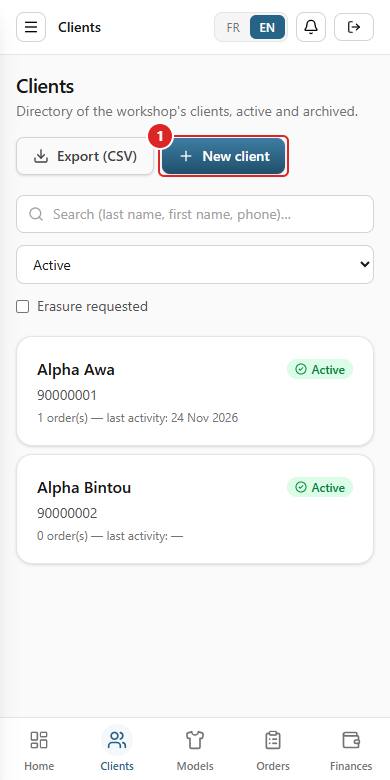 Clients
FR
EN
Clients
Directory of the workshop's clients, active and archived.
1
Export (CSV)
New client
Search (last name, first name, phone)...
Active
Erasure requested
Alpha Awa
Active
90000001
1 order(s) — last activity: 24 Nov 2026
Alpha Bintou
Active
90000002
0 order(s) — last activity: —
Home
Clients
Models
Orders
Finances